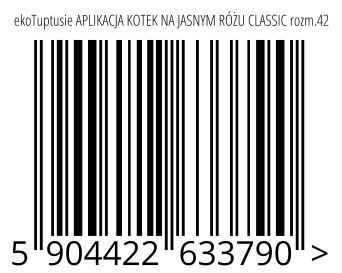 ekoTuptusie APLIKACJA KOTEK NA JASNYM RÓŻU CLASSIC rozm.42
5 904422 633790 >